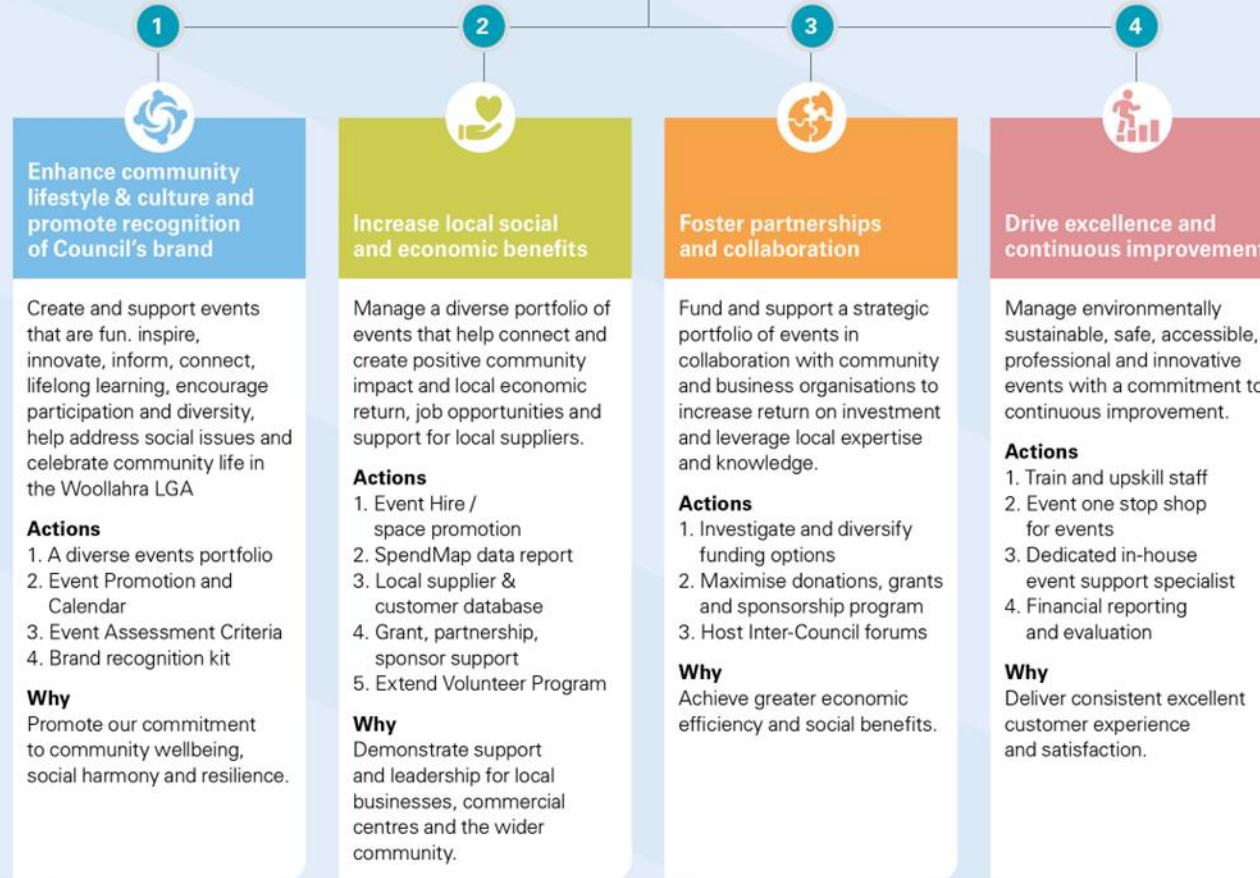 1
2
3
4
Enhance community
lifestyle & culture and
promote recognition
of Council's brand
Create and support events
that are fun. inspire,
innovate, inform, connect,
lifelong learning, encourage
participation and diversity,
help address social issues and
celebrate community life in
the Woollahra LGA
Actions
1. A diverse events portfolio
2. Event Promotion and
Calendar
3. Event Assessment Criteria
4. Brand recognition kit
Why
Promote our commitment
to community wellbeing,
social harmony and resilience.
Increase local social
and economic benefits
Manage a diverse portfolio of
events that help connect and
create positive community
impact and local economic
return, job opportunities and
support for local suppliers.
Actions
1. Event Hire /
space promotion
2. SpendMap data report
3. Local supplier &
customer database
4. Grant, partnership,
sponsor support
5. Extend Volunteer Program
Why
Demonstrate support
and leadership for local
businesses, commercial
centres and the wider
community.
Foster partnerships
and collaboration
Fund and support a strategic
portfolio of events in
collaboration with community
and business organisations to
increase return on investment
and leverage local expertise
and knowledge.
Actions
1. Investigate and diversify
funding options
2. Maximise donations, grants
and sponsorship program
3. Host Inter-Council forums
Why
Achieve greater economic
efficiency and social benefits.
Drive excellence and
continuous improvement
Manage environmentally
sustainable, safe, accessible,
professional and innovative
events with a commitment to
continuous improvement.
Actions
1. Train and upskill staff
2. Event one stop shop
for events
3. Dedicated in-house
event support specialist
4. Financial reporting
and evaluation
Why
Deliver consistent excellent
customer experience
and satisfaction.